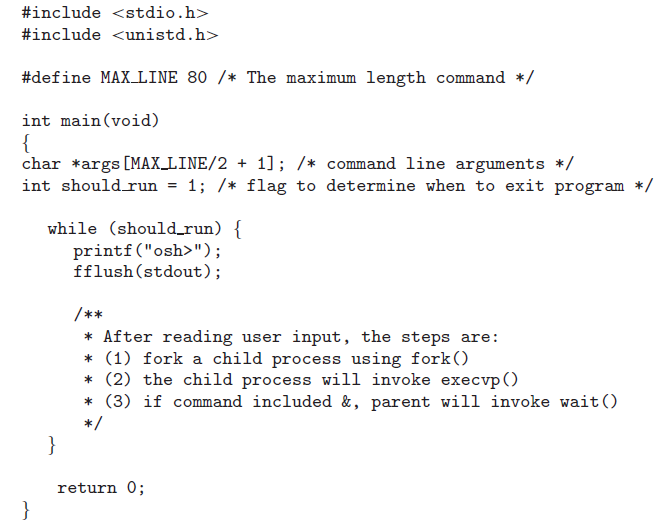 #include <stdio.h>
#include <unistd.h>
#define MAX_LINE 80 /* The maximum length command */
int main(void)
{
char *args[MAX_LINE/2 + 1]; /* command line arguments */
int should_run = 1; /* flag to determine when to exit program */
while (should_run) {
printf("osh>");
fflush(stdout);
/**
* After reading user input, the steps are:
* (1) fork a child process using fork()
* (2) the child process will invoke execvp()
* (3) if command included &, parent will invoke wait()
*/
}
return 0;
}